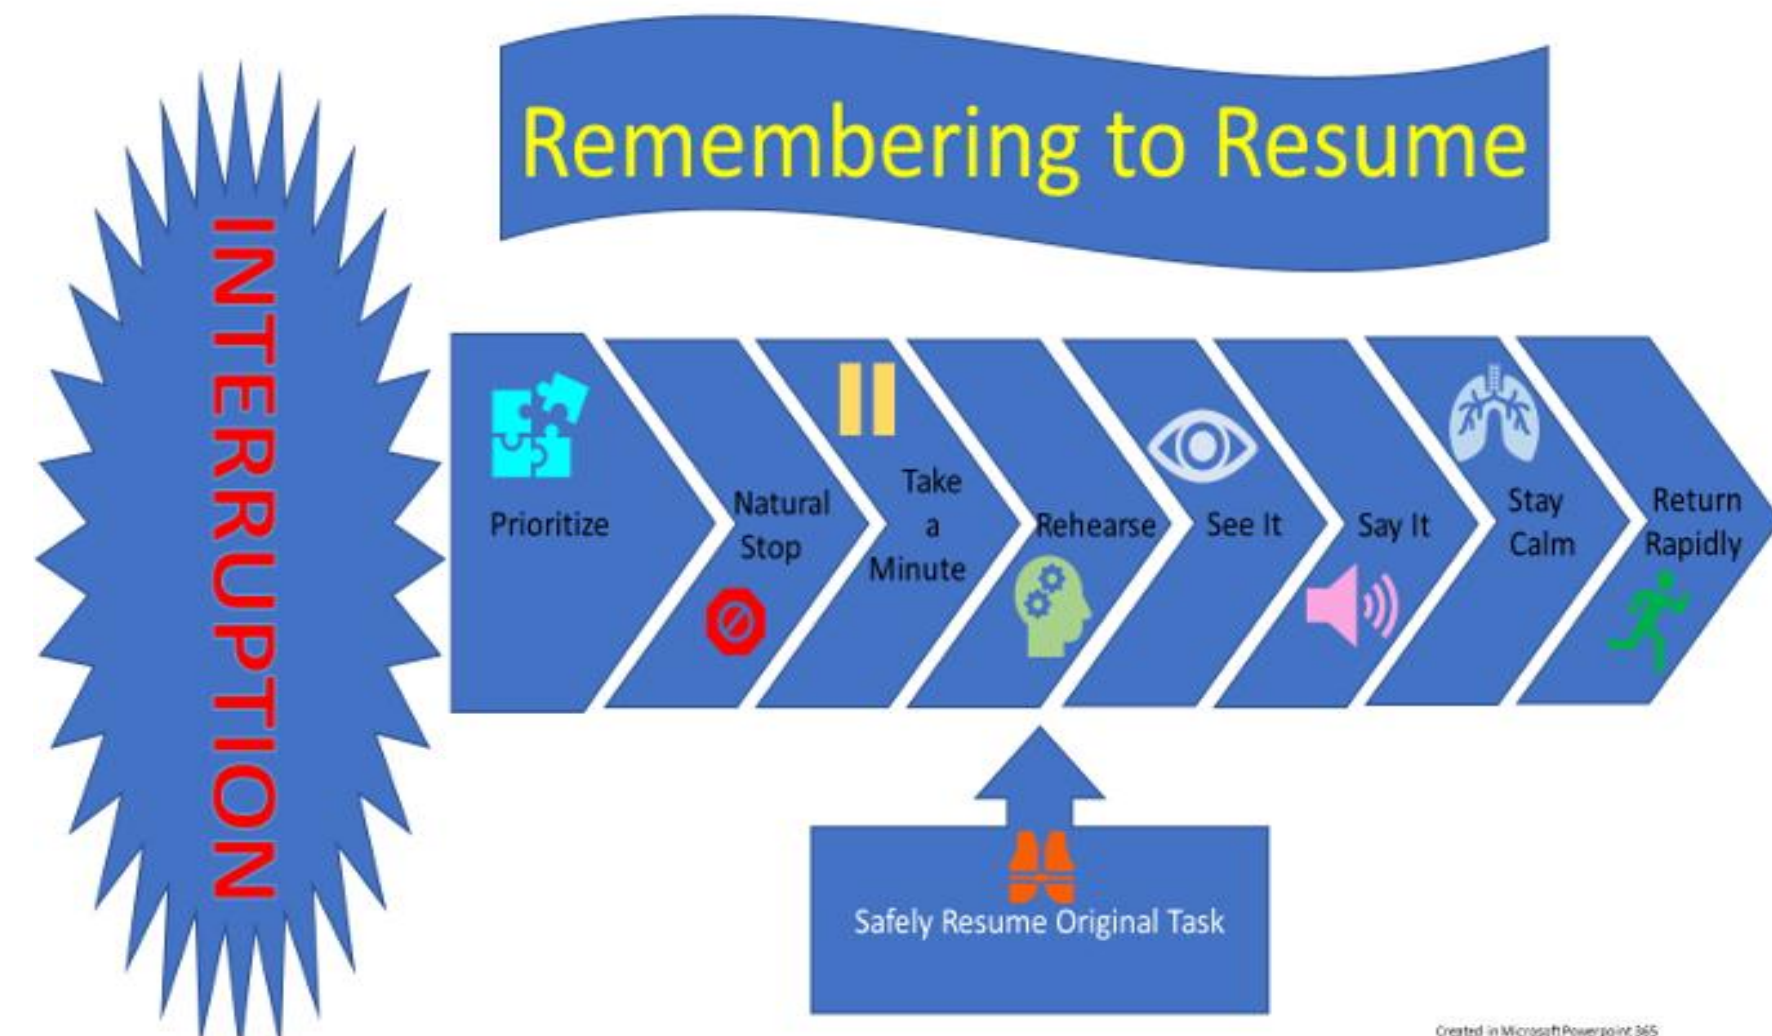 Remembering to Resume
INTERRUPTION
Prioritize
Natural
Stop
Take
a
Minute
Rehearse
See It
Say It
Stay
Calm
Return
Rapidly
Safely Resume Original Task
Created in Microsoft Powerpoint 365